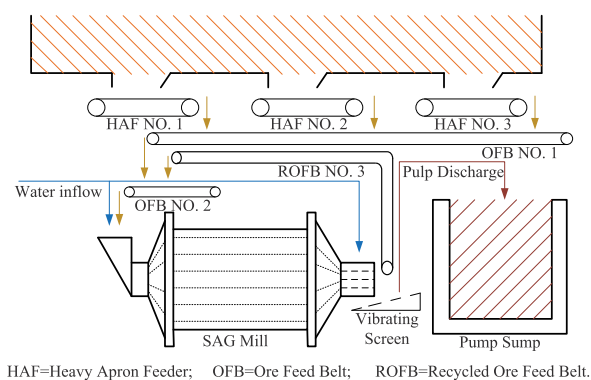 HAF NO. 1
HAF NO. 2
HAF NO. 3
OFB NO. 1
ROFB NO. 3
Pulp Discharge
Water inflow
OFB NO. 2
SAG Mill
Vibrating
Screen
Pump Sump
HAF=Heavy Apron Feeder; OFB=Ore Feed Belt; ROFB=Recycled Ore Feed Belt.